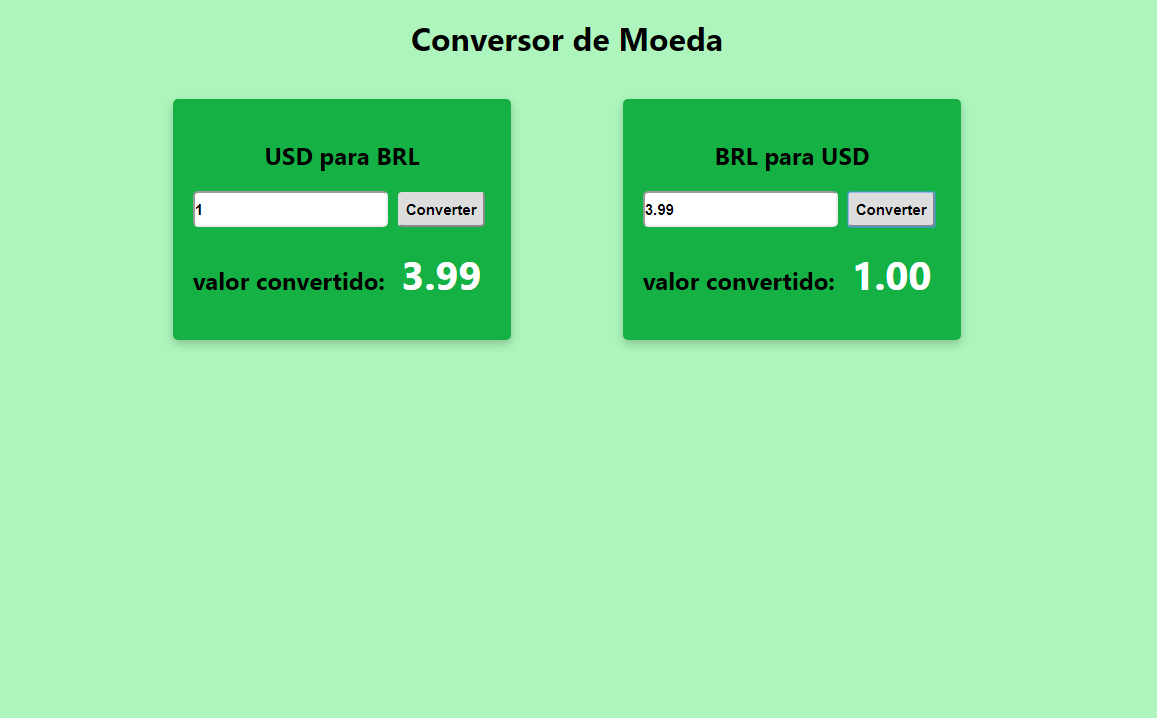 Conversor de Moeda
USD para BRL
1 Converter
valor convertido: 3.99
BRL para USD
3.99 Converter
valor convertido: 1.00